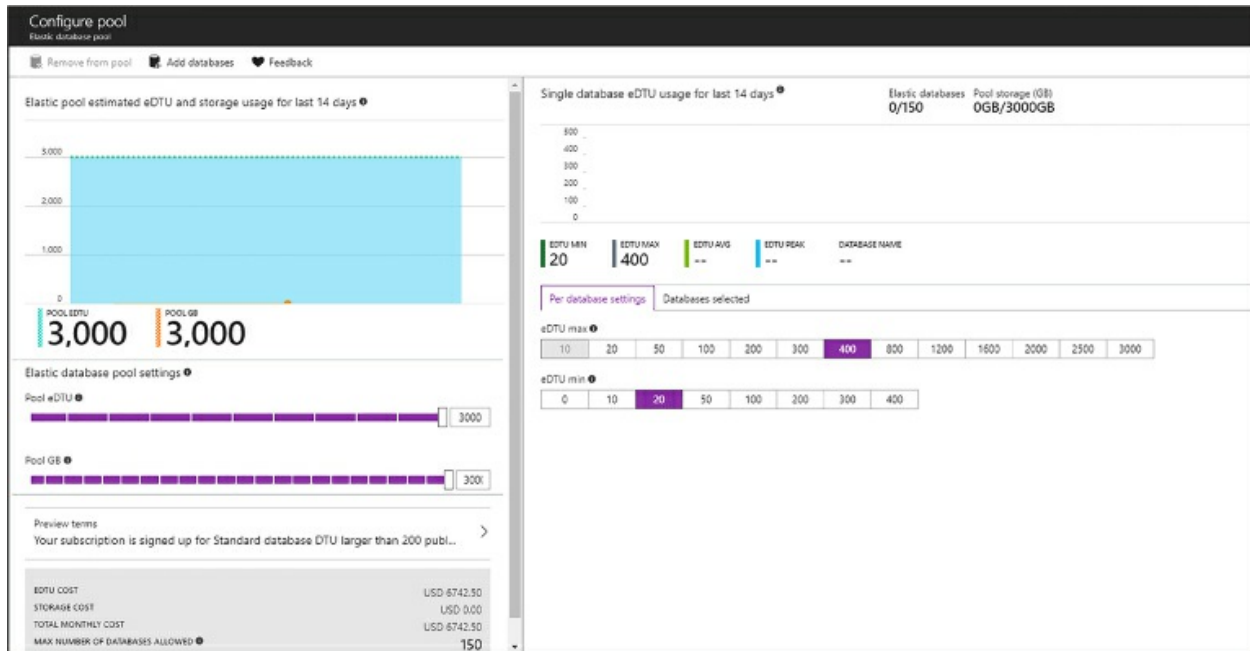 Configure pool
Elastic database pool
Remove from pool Add databases Feedback
Elastic pool estimated eDTU and storage usage for last 14 days
3,000
2,000
1,000
0
POOL EDTU
3,000
POOL GB
3,000
Elastic database pool settings
Pool eDTU
3000
Pool GB
300
Preview terms
Your subscription is signed up for Standard database DTU larger than 200 publ...
EDTU COST USD 6742.50
STORAGE COST USD 0.00
TOTAL MONTHLY COST USD 6742.50
MAX NUMBER OF DATABASES ALLOWED 150
Single database eDTU usage for last 14 days
Elastic databases
0/150
Pool storage (GB)
0GB/3000GB
500
400
300
200
100
0
EDTU MIN
20
EDTU MAX
400
EDTU AVG
--
EDTU PEAK
--
DATABASE NAME
--
Per database settings Databases selected
eDTU max
10 20 50 100 200 300 400 800 1200 1600 2000 2500 3000
eDTU min
0 10 20 50 100 200 300 400